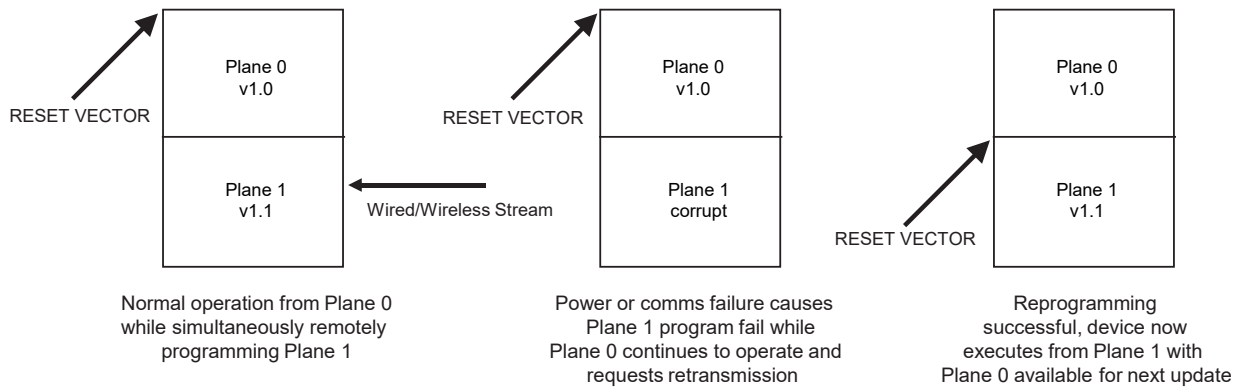 Plane 0
v1.0
RESET VECTOR
Plane 1
v1.1
Wired/Wireless Stream
Normal operation from Plane 0
while simultaneously remotely
programming Plane 1
Plane 0
v1.0
RESET VECTOR
Plane 1
corrupt
Power or comms failure causes
Plane 1 program fail while
Plane 0 continues to operate and
requests retransmission
Plane 0
v1.0
Plane 1
v1.1
RESET VECTOR
Reprogramming
successful, device now
executes from Plane 1 with
Plane 0 available for next update